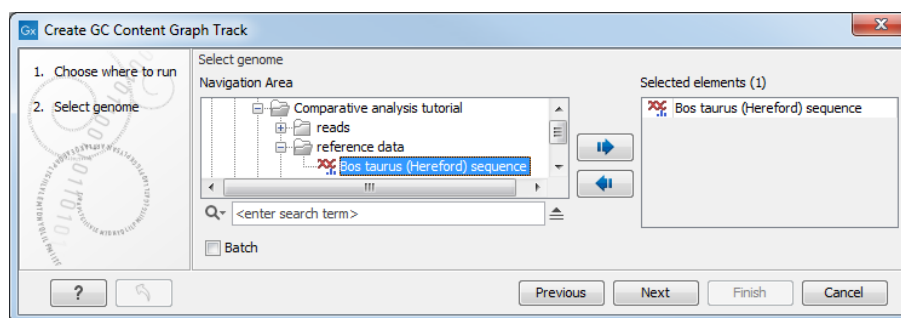 Gx Create GC Content Graph Track
1. Choose where to run
2. Select genome
Select genome
Navigation Area
Comparative analysis tutorial
reads
reference data
Bos taurus (Hereford) sequence
<enter search term>
Batch
Selected elements (1)
Bos taurus (Hereford) sequence
?
Previous
Next
Finish
Cancel